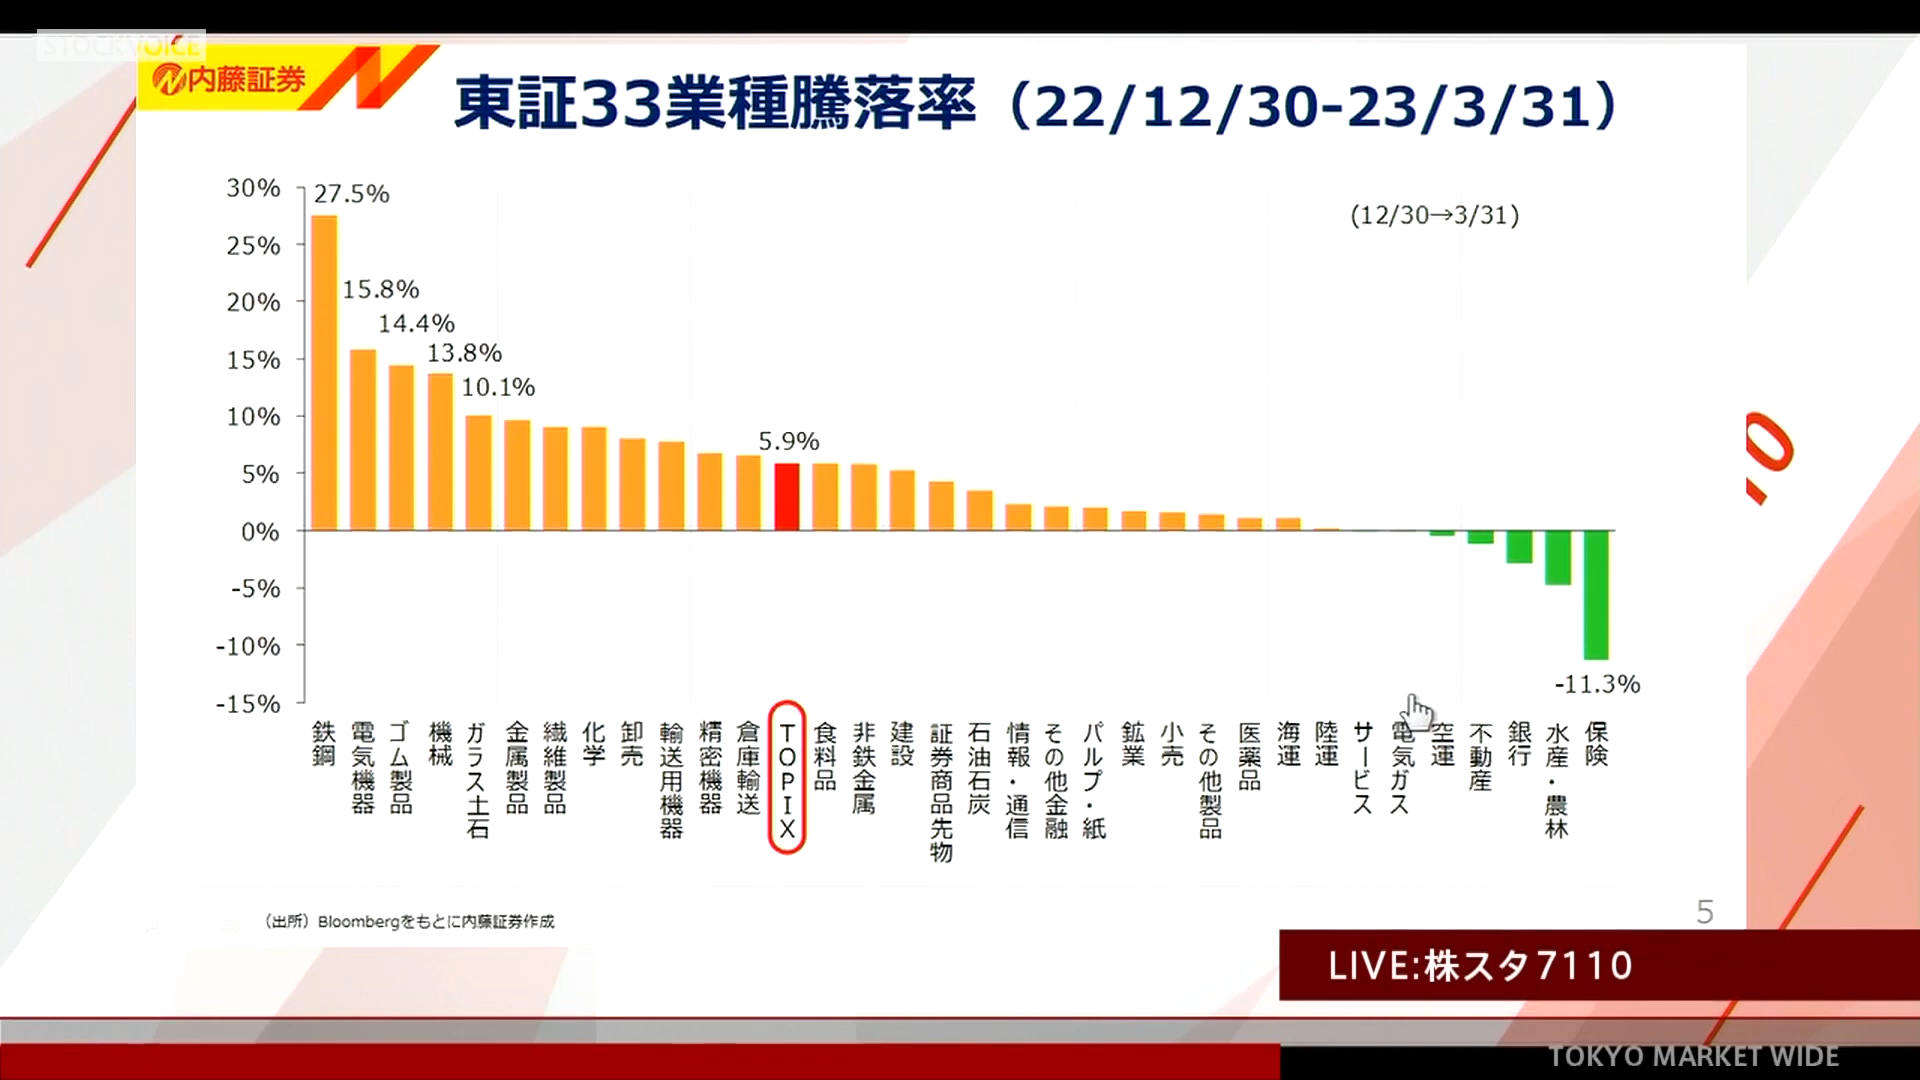 STOCKVOICE
内藤証券
東証33業種騰落率（22/12/30-23/3/31）
(12/30→3/31)
30%
25%
20%
15%
10%
5%
0%
-5%
-10%
-15%
27.5%
15.8%
14.4%
13.8%
10.1%
5.9%
-11.3%
鉄鋼
電気機器
ゴム製品
機械
ガラス土石
金属製品
繊維製品
化学
卸売
輸送用機器
精密機器
倉庫輸送
TOPIX
食料品
非鉄金属
建設
証券商品先物
石油石炭
情報・通信
その他金融
パルプ・紙
鉱業
小売
その他製品
医薬品
海運
陸運
サービス
電気ガス
空運
不動産
銀行
水産・農林
保険
（出所）Bloombergをもとに内藤証券作成
5
LIVE:株スタ7110
TOKYO MARKET WIDE